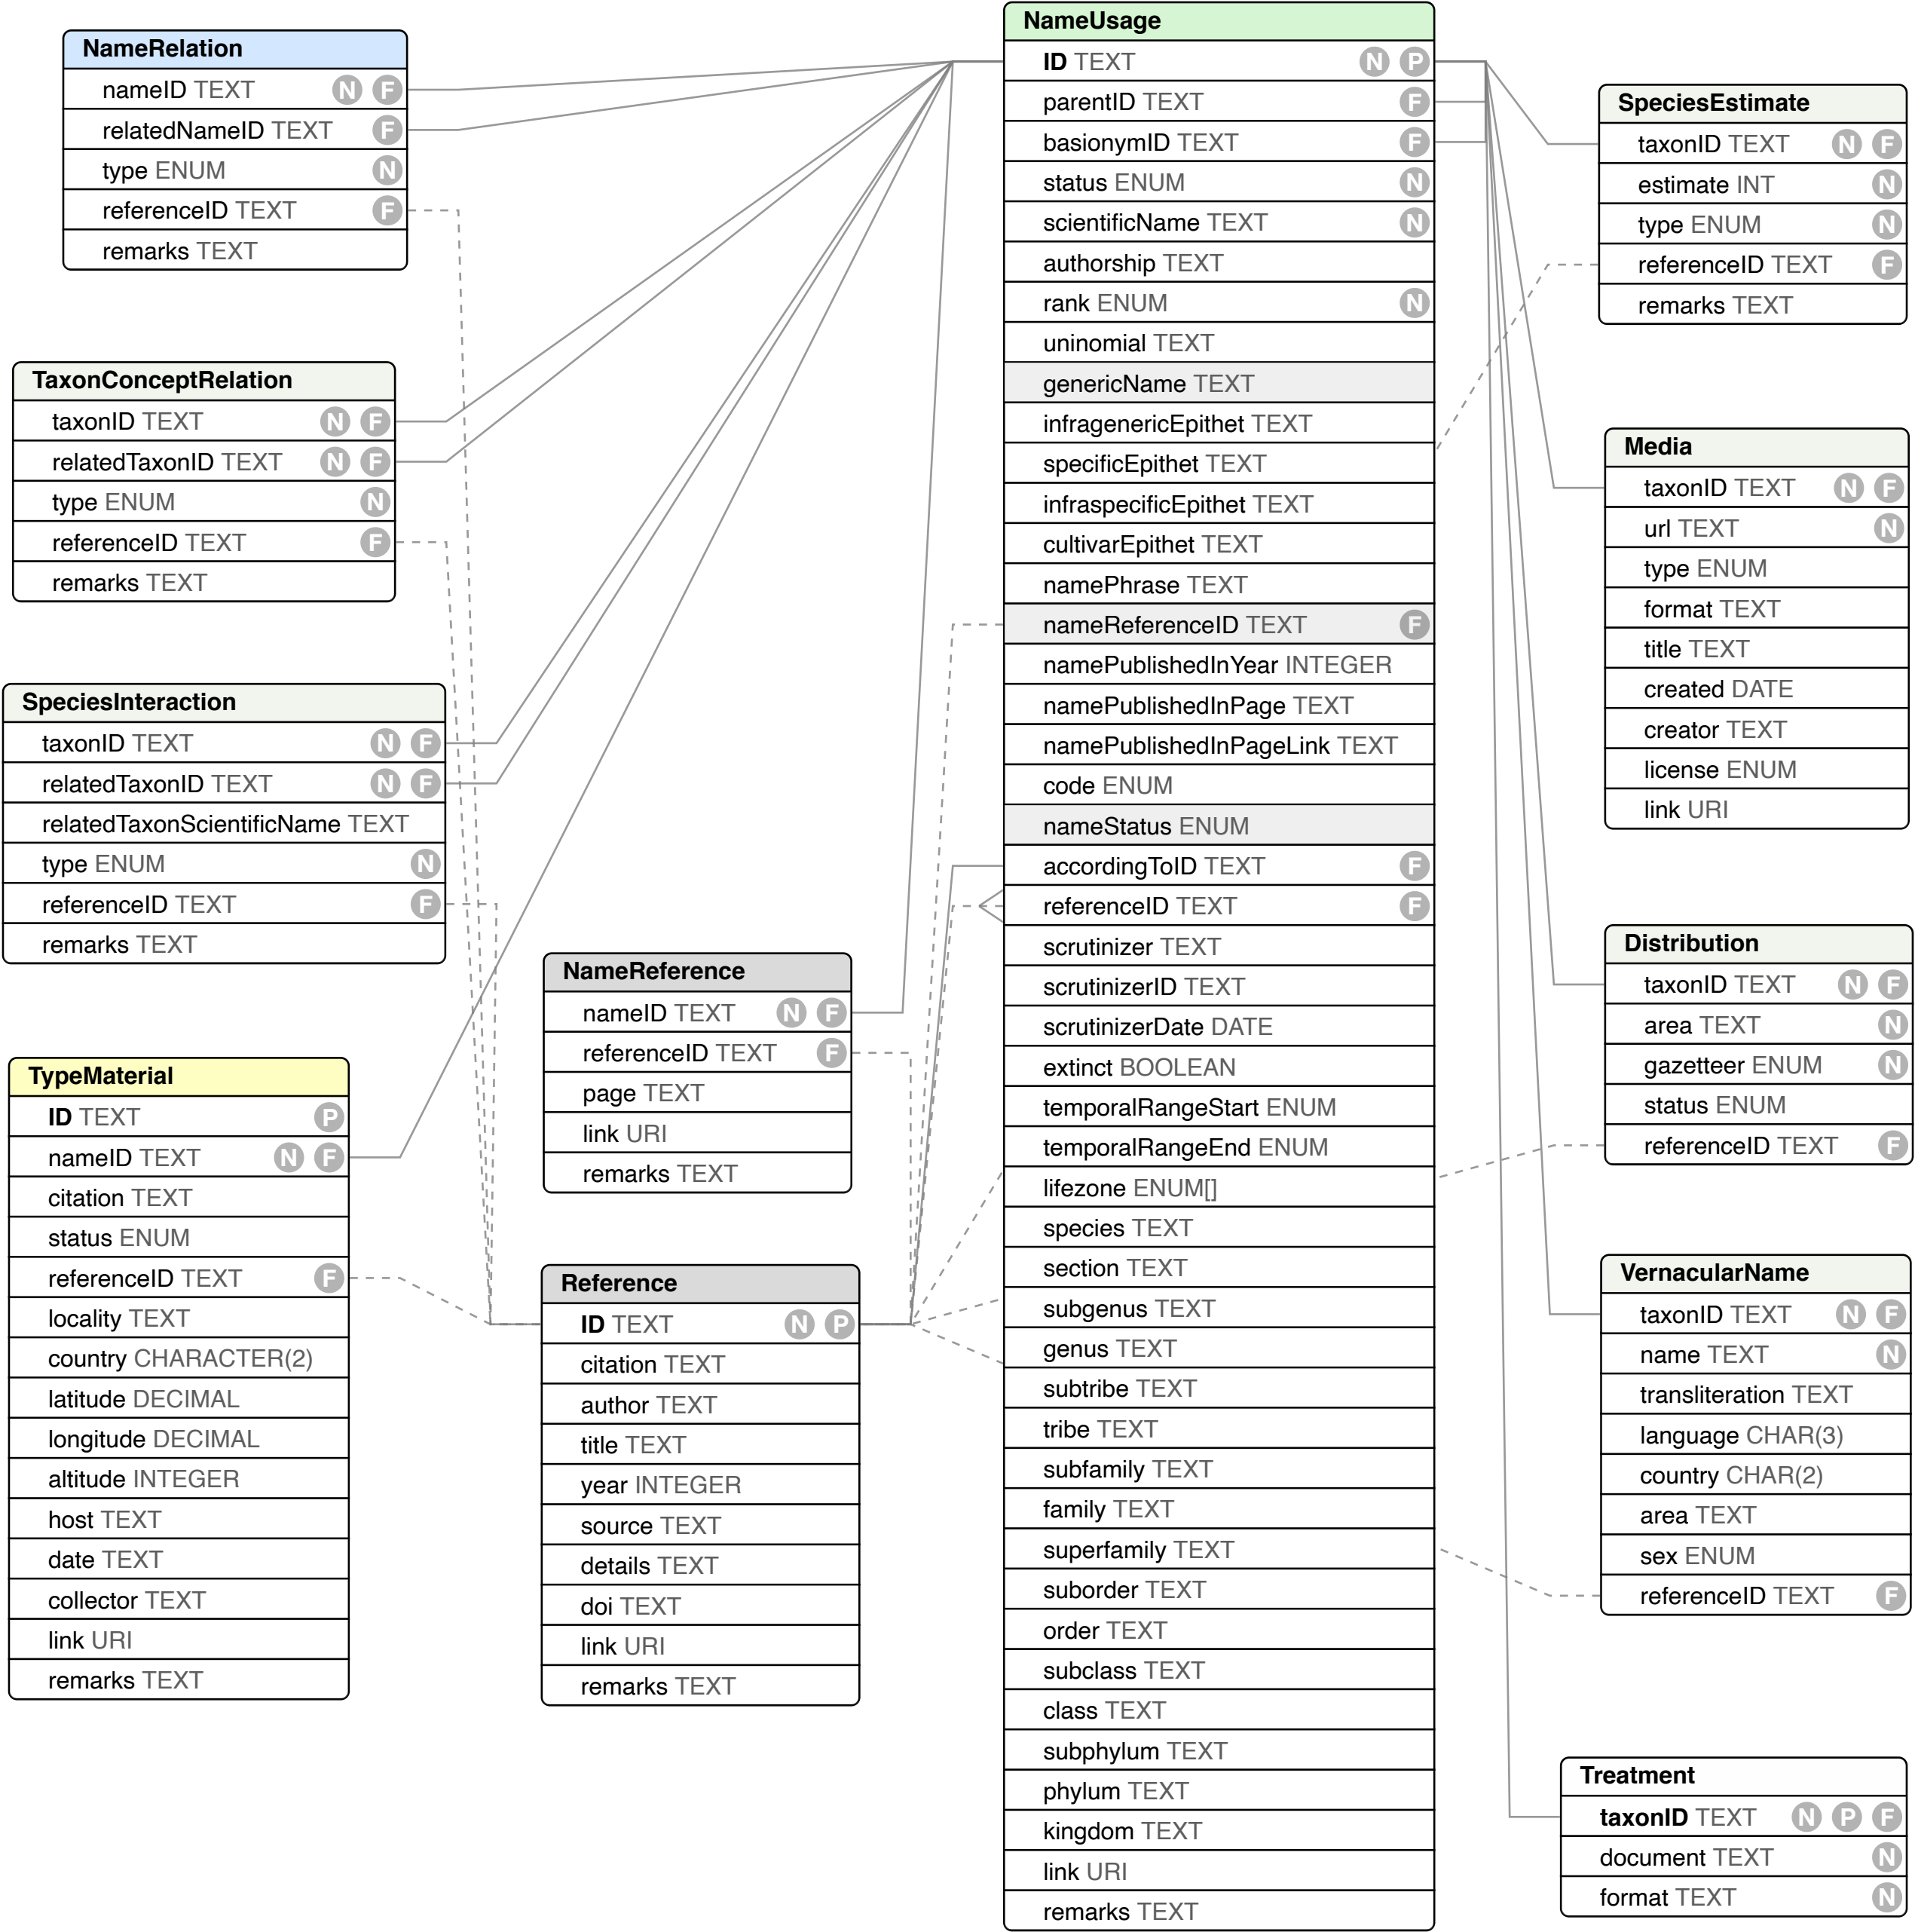 NameRelation
nameID TEXT N F
relatedNameID TEXT F
type ENUM N
referenceID TEXT F
remarks TEXT
TaxonConceptRelation
taxonID TEXT N F
relatedTaxonID TEXT N F
type ENUM N
referenceID TEXT F
remarks TEXT
SpeciesInteraction
taxonID TEXT N F
relatedTaxonID TEXT N F
relatedTaxonScientificName TEXT
type ENUM N
referenceID TEXT F
remarks TEXT
TypeMaterial
ID TEXT P
nameID TEXT N F
citation TEXT
status ENUM
referenceID TEXT F
locality TEXT
country CHARACTER(2)
latitude DECIMAL
longitude DECIMAL
altitude INTEGER
host TEXT
date TEXT
collector TEXT
link URI
remarks TEXT
NameReference
nameID TEXT N F
referenceID TEXT F
page TEXT
link URI
remarks TEXT
Reference
ID TEXT N P
citation TEXT
author TEXT
title TEXT
year INTEGER
source TEXT
details TEXT
doi TEXT
link URI
remarks TEXT
NameUsage
ID TEXT N P
parentID TEXT F
basionymID TEXT F
status ENUM N
scientificName TEXT N
authorship TEXT
rank ENUM N
uninomial TEXT
genericName TEXT
infragenericEpithet TEXT
specificEpithet TEXT
infraspecificEpithet TEXT
cultivarEpithet TEXT
namePhrase TEXT
nameReferenceID TEXT F
namePublishedInYear INTEGER
namePublishedInPage TEXT
namePublishedInPageLink TEXT
code ENUM
nameStatus ENUM
accordingToID TEXT F
referenceID TEXT F
scrutinizer TEXT
scrutinizerID TEXT
scrutinizerDate DATE
extinct BOOLEAN
temporalRangeStart ENUM
temporalRangeEnd ENUM
lifezone ENUM[]
species TEXT
section TEXT
subgenus TEXT
genus TEXT
subtribe TEXT
tribe TEXT
subfamily TEXT
family TEXT
superfamily TEXT
suborder TEXT
order TEXT
subclass TEXT
class TEXT
subphylum TEXT
phylum TEXT
kingdom TEXT
link URI
remarks TEXT
SpeciesEstimate
taxonID TEXT N F
estimate INT N
type ENUM N
referenceID TEXT F
remarks TEXT
Media
taxonID TEXT N F
url TEXT N
type ENUM
format TEXT
title TEXT
created DATE
creator TEXT
license ENUM
link URI
Distribution
taxonID TEXT N F
area TEXT N
gazetteer ENUM N
status ENUM
referenceID TEXT F
VernacularName
taxonID TEXT N F
name TEXT N
transliteration TEXT
language CHAR(3)
country CHAR(2)
area TEXT
sex ENUM
referenceID TEXT F
Treatment
taxonID TEXT N P F
document TEXT N
format TEXT N